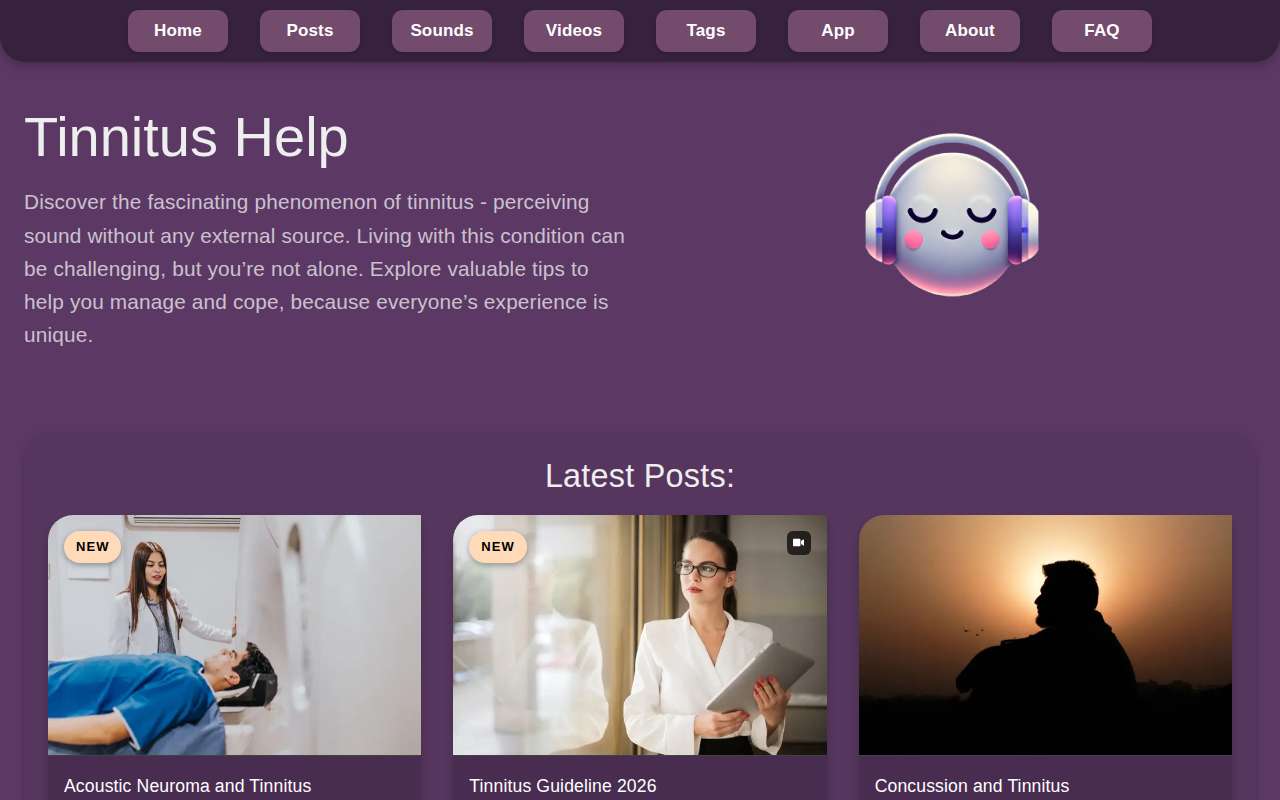 Home Posts Sounds Videos Tags App About FAQ
Tinnitus Help
Discover the fascinating phenomenon of tinnitus - perceiving
sound without any external source. Living with this condition can
be challenging, but you’re not alone. Explore valuable tips to
help you manage and cope, because everyone’s experience is
unique.
Latest Posts:
NEW
NEW
Acoustic Neuroma and Tinnitus
Tinnitus Guideline 2026
Concussion and Tinnitus